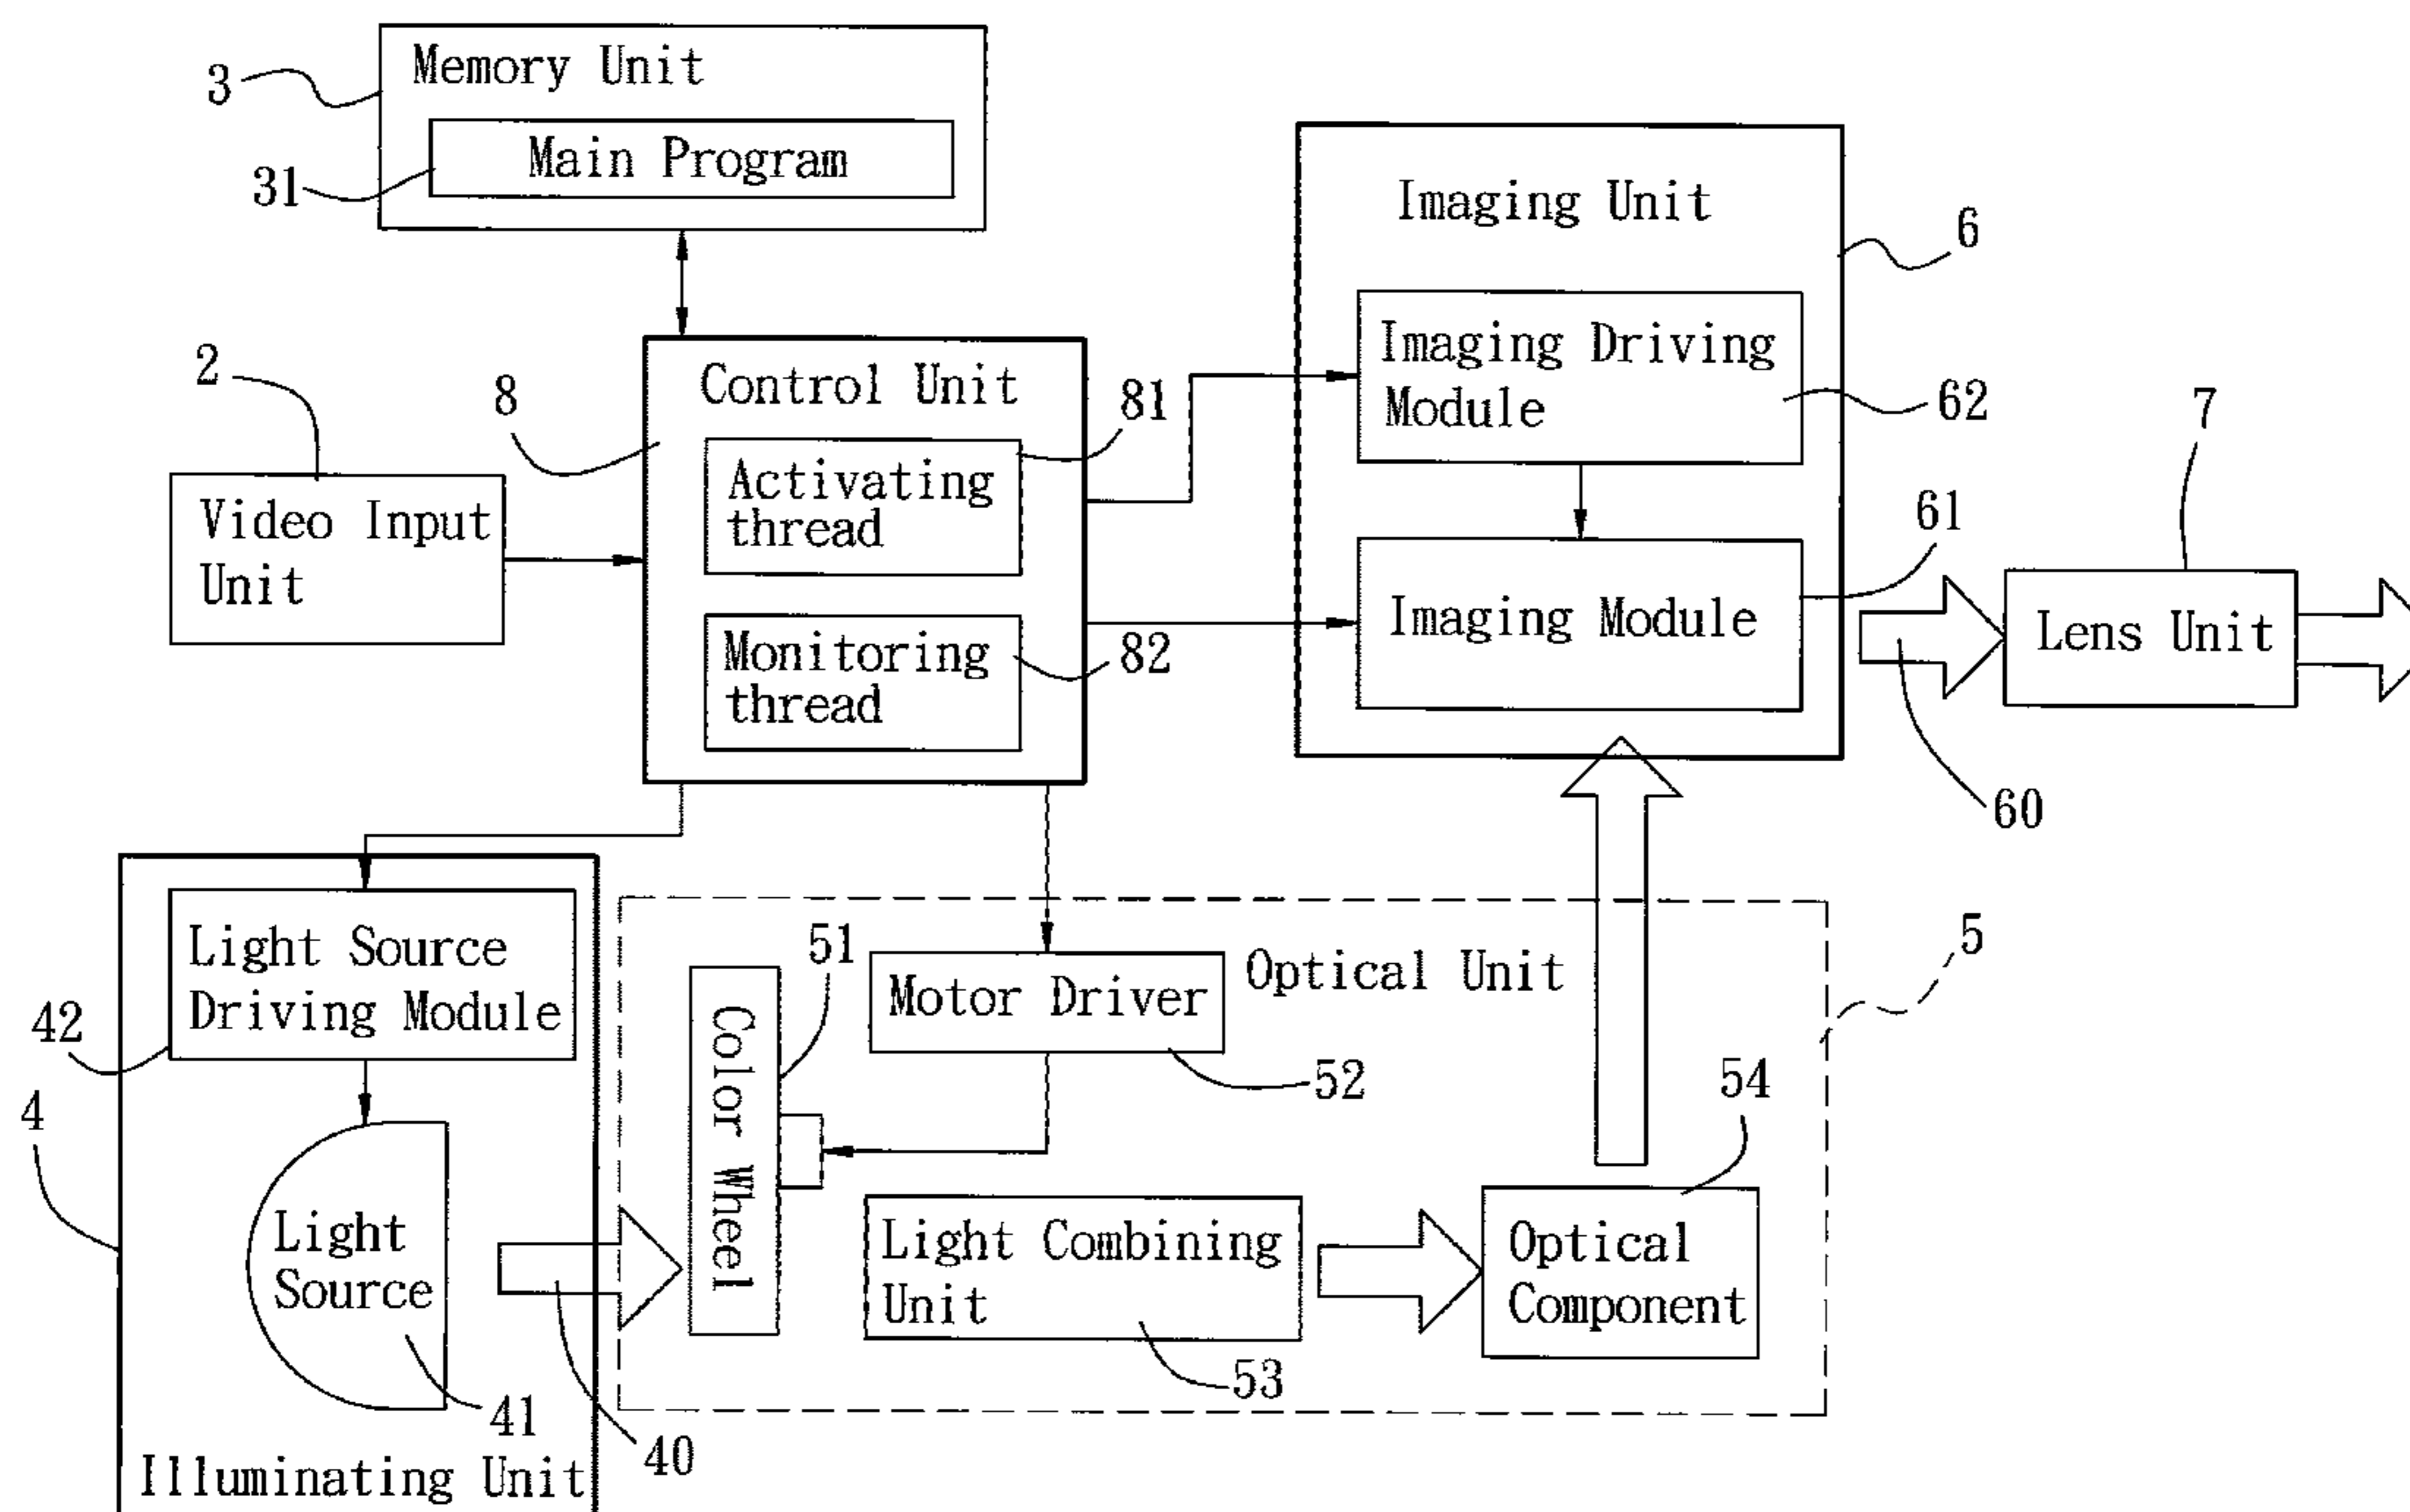 Memory Unit
3
Main Program
31
Imaging Unit
6
2
8
Control Unit
81
Imaging Driving
Module
62
7
Video Input
Unit
Activating
thread
61
Imaging Module
Lens Unit
Monitoring
thread
82
60
Light Source
Driving Module
42
51
Motor Driver
Optical Unit
5
52
54
Color Wheel
4
Light
Source
Light Combining
Unit
Optical
Component
53
41
40
Illuminating Unit